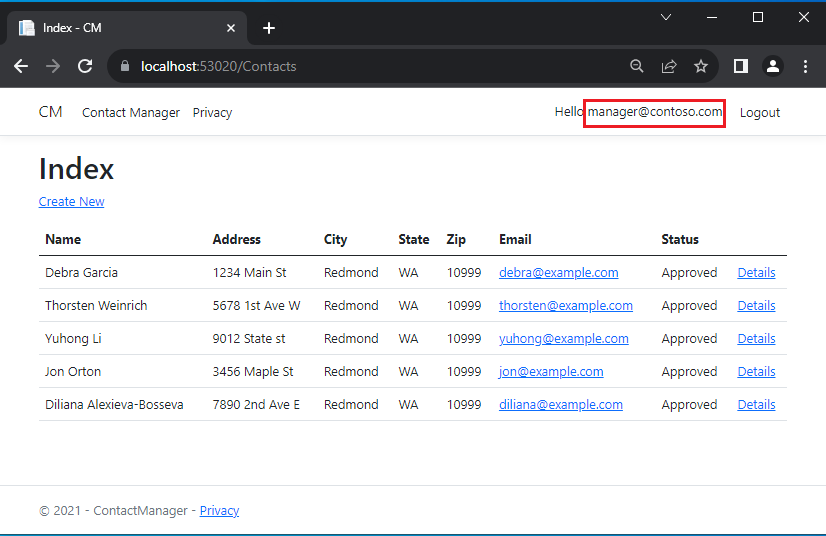 Index - CM
localhost:53020/Contacts
CM Contact Manager Privacy Hello manager@contoso.com Logout
Index
Create New
Name Address City State Zip Email Status
Debra Garcia 1234 Main St Redmond WA 10999 debra@example.com Approved Details
Thorsten Weinrich 5678 1st Ave W Redmond WA 10999 thorsten@example.com Approved Details
Yuhong Li 9012 State st Redmond WA 10999 yuhong@example.com Approved Details
Jon Orton 3456 Maple St Redmond WA 10999 jon@example.com Approved Details
Diliana Alexieva-Bosseva 7890 2nd Ave E Redmond WA 10999 diliana@example.com Approved Details
© 2021 - ContactManager - Privacy